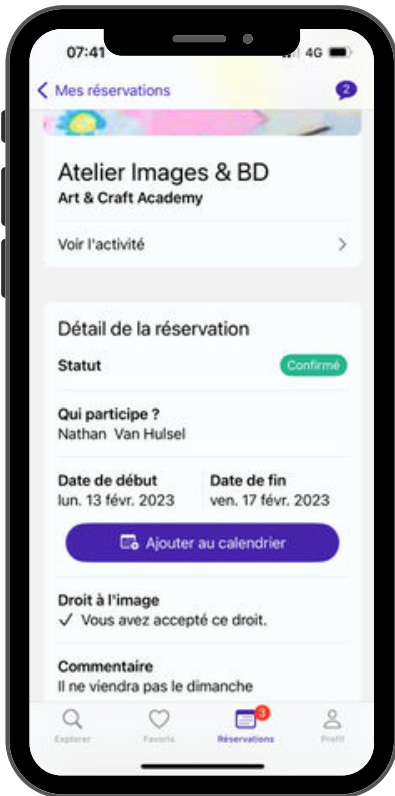 07:41
4G
Mes réservations
2
Atelier Images & BD
Art & Craft Academy
Voir l'activité
Détail de la réservation
Statut
Confirmé
Qui participe ?
Nathan Van Hulsel
Date de début
Date de fin
lun. 13 févr. 2023
ven. 17 févr. 2023
Ajouter au calendrier
Droit à l'image
✓ Vous avez accepté ce droit.
Commentaire
Il ne viendra pas le dimanche
3
Explorer
Favoris
Réservations
Profil